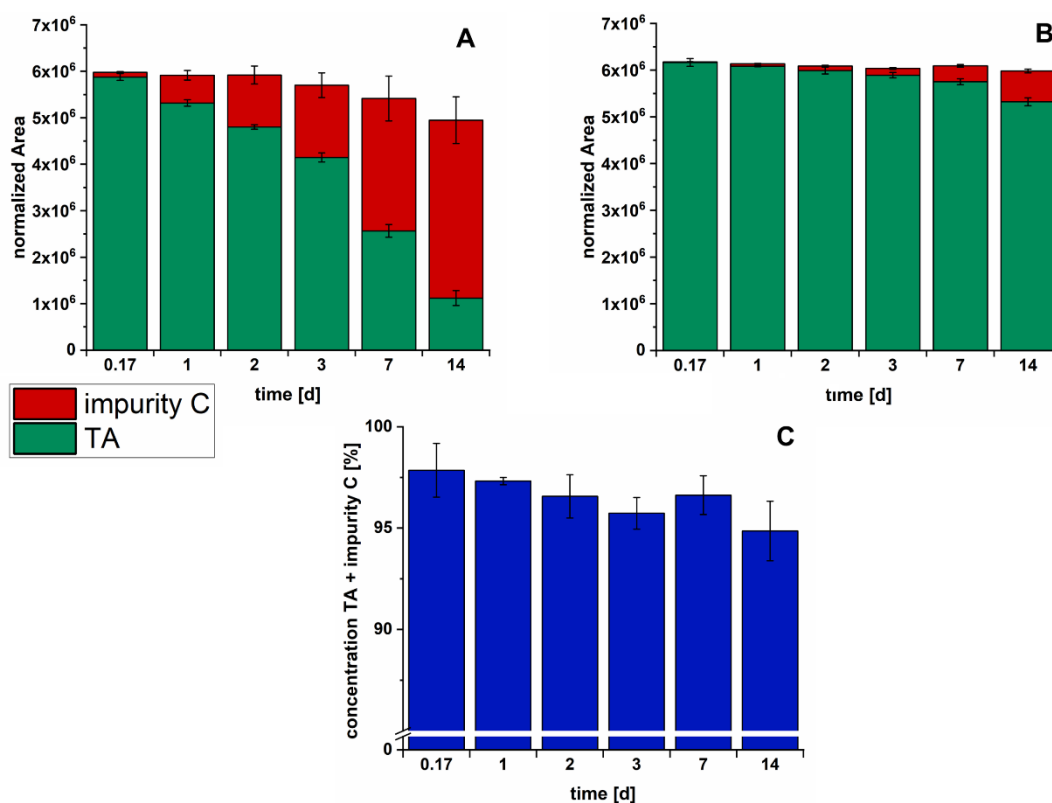 A
normalized Area
7x10⁶
6x10⁶
5x10⁶
4x10⁶
3x10⁶
2x10⁶
1x10⁶
0
0.17 1 2 3 7 14
time [d]
B
normalized Area
7x10⁶
6x10⁶
5x10⁶
4x10⁶
3x10⁶
2x10⁶
1x10⁶
0
0.17 1 2 3 7 14
time [d]
impurity C
TA
C
concentration TA + impurity C [%]
100
95
90
0
0.17 1 2 3 7 14
time [d]